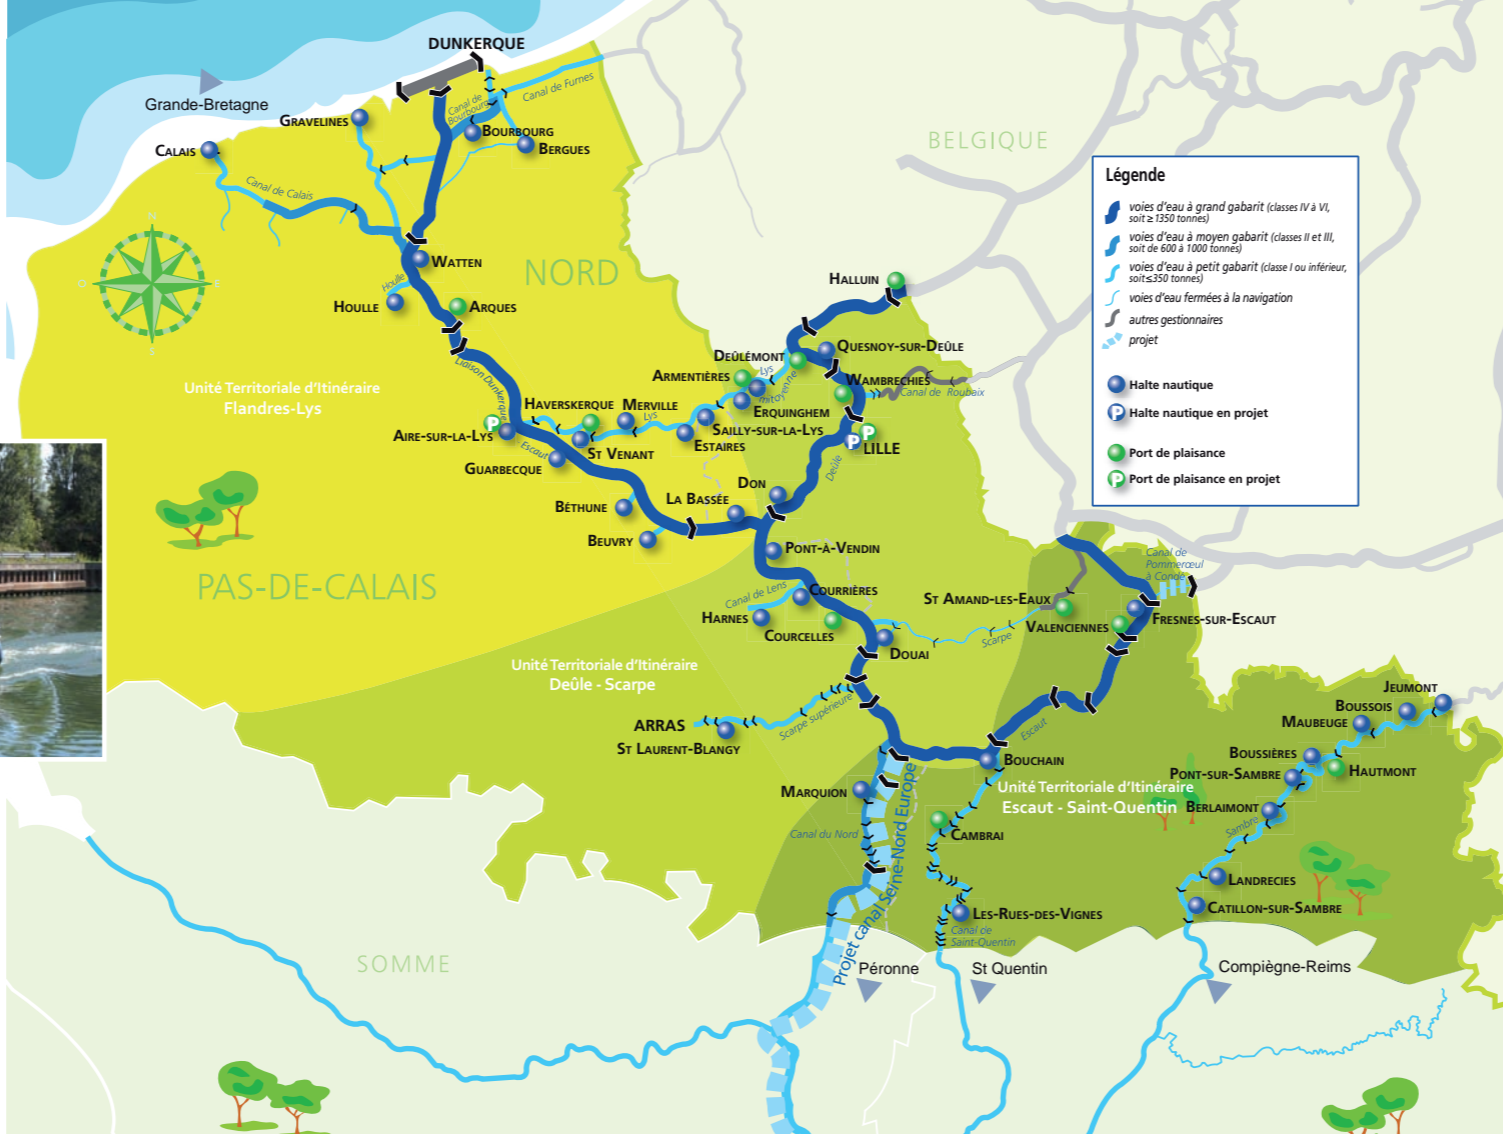 DUNKERQUE
Grande-Bretagne
GRAVELINES
CALAIS
Canal de Calais
Canal de
Bourbourg
Canal de Furnes
BOURBOURG
BERGUES
BELGIQUE
N
O
E
S
WATTEN
Houlle
HOULLE
ARQUES
NORD
HALLUIN
Liaison Dunkerque
Escaut
Unité Territoriale d'Itinéraire
Flandres-Lys
DEÛLÉMONT
QUESNOY-SUR-DEÛLE
ARMENTIÈRES
Lys
mitoyenne
WAMBRECHIES
Canal de Roubaix
HAVERSKERQUE
MERVILLE
Lys
ERQUINGHEM
SAILLY-SUR-LA-LYS
ESTAIRES
P
AIRE-SUR-LA-LYS
ST VENANT
GUARBECQUE
P
P
LILLE
Deûle
DON
LA BASSÉE
BÉTHUNE
BEUVRY
PONT-À-VENDIN
PAS-DE-CALAIS
Canal de Lens
COURRIÈRES
HARNES
COURCELLES
DOUAI
Scarpe
ST AMAND-LES-EAUX
VALENCIENNES
FRESNES-SUR-ESCAUT
Canal de
Pommerœul
à Condé
Unité Territoriale d'Itinéraire
Deûle - Scarpe
ARRAS
ST LAURENT-BLANGY
Scarpe supérieure
Escaut
BOUCHAIN
Unité Territoriale d'Itinéraire
Escaut - Saint-Quentin
MARQUION
Canal du Nord
Projet canal Seine-Nord Europe
CAMBRAI
LES-RUES-DES-VIGNES
Canal de
Saint-Quentin
JEUMONT
BOUSSOIS
MAUBEUGE
BOUSSIÈRES
HAUTMONT
PONT-SUR-SAMBRE
BERLAIMONT
Sambre
LANDRECIES
CATILLON-SUR-SAMBRE
SOMME
Péronne
St Quentin
Compiègne-Reims
Légende
voies d'eau à grand gabarit (classes IV à VI,
soit ≥ 1350 tonnes)
voies d'eau à moyen gabarit (classes II et III,
soit de 600 à 1000 tonnes)
voies d'eau à petit gabarit (classe I ou inférieur,
soit ≤ 350 tonnes)
voies d'eau fermées à la navigation
autres gestionnaires
projet
Halte nautique
P Halte nautique en projet
Port de plaisance
P Port de plaisance en projet